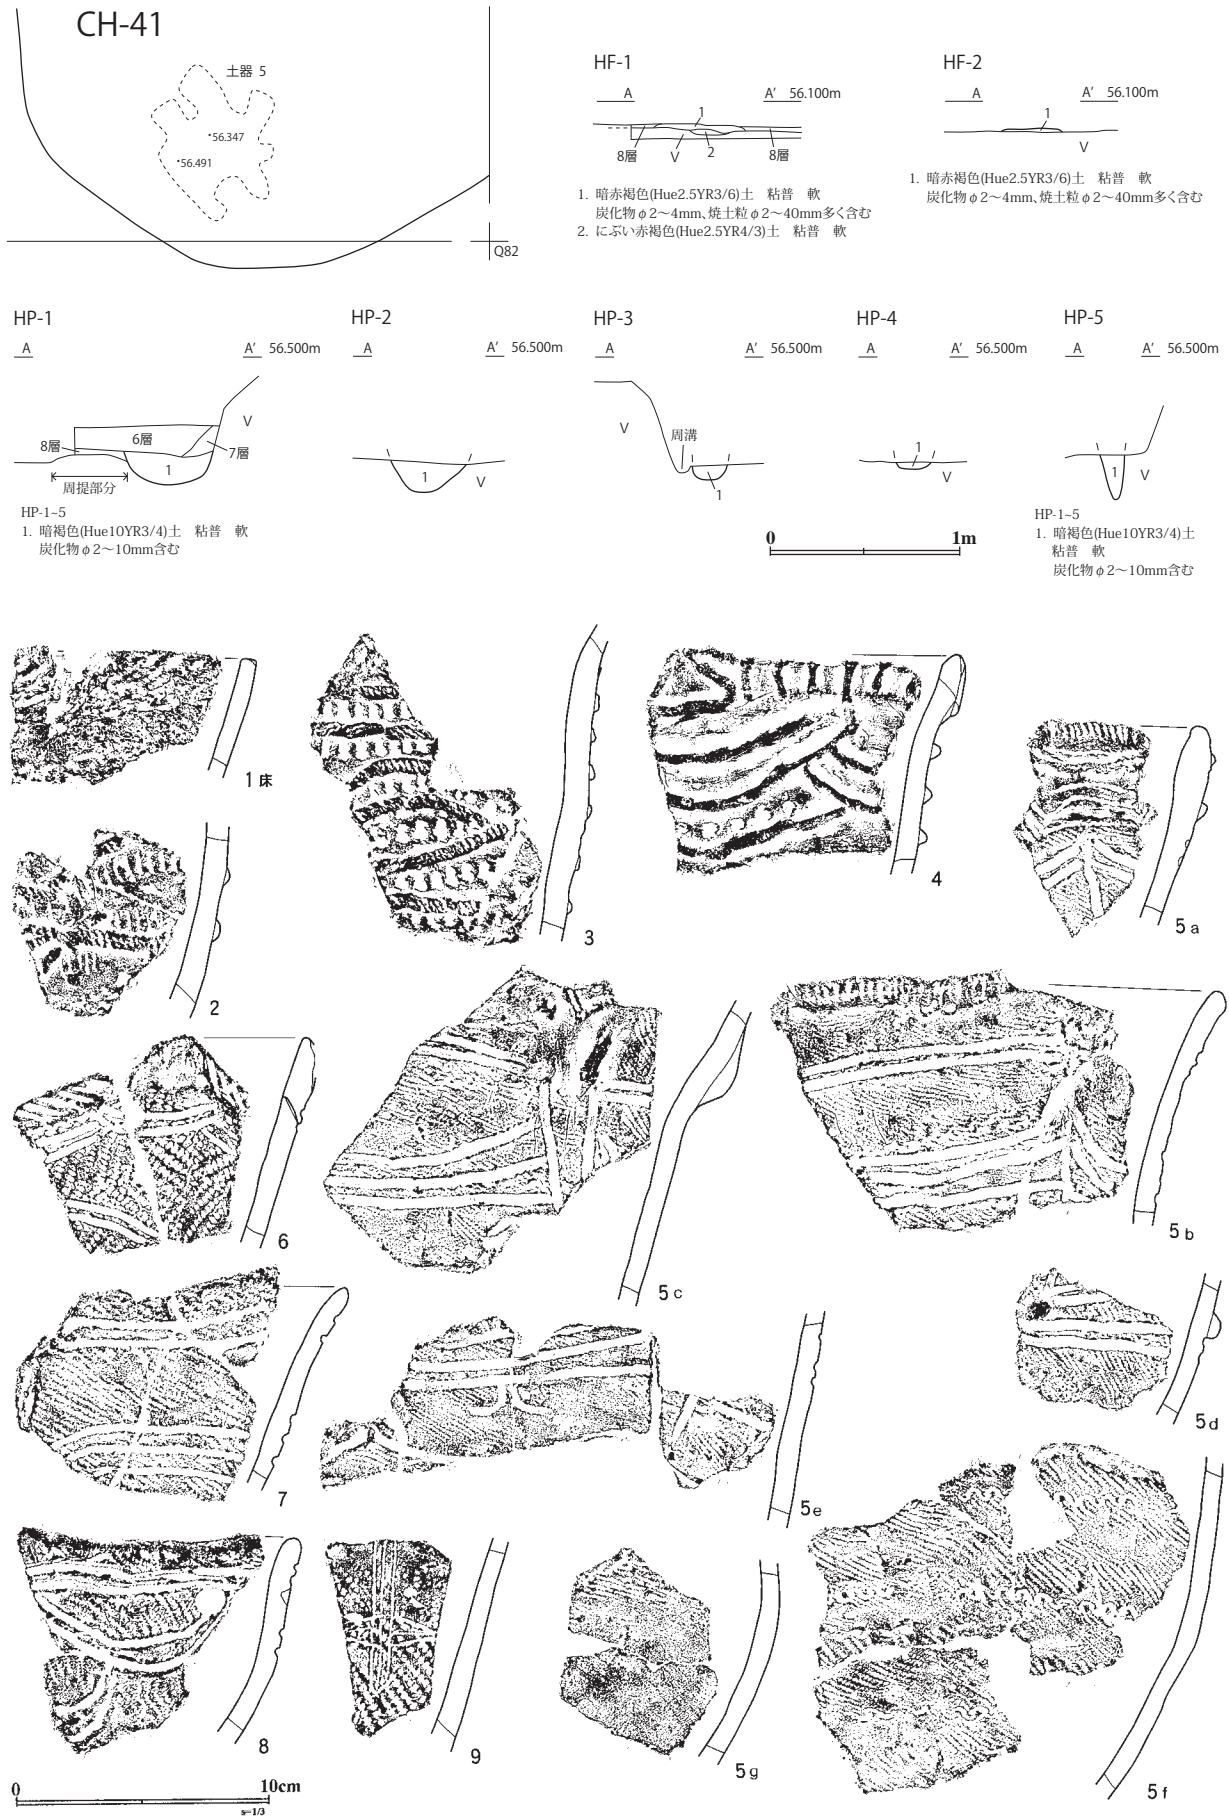 CH-41
土器 5
56.347
56.491
Q82
HF-1
A A′ 56.100m
1
8層 V 2 8層
1. 暗赤褐色(Hue2.5YR3/6)土 粘普 軟
炭化物φ2～4mm、焼土粒φ2～40mm多く含む
2. にぶい赤褐色(Hue2.5YR4/3)土 粘普 軟
HF-2
A A′ 56.100m
1
V
1. 暗赤褐色(Hue2.5YR3/6)土 粘普 軟
炭化物φ2～4mm、焼土粒φ2～40mm多く含む
HP-1
A A′ 56.500m
V
8層 6層 7層
1
周提部分
HP-1~5
1. 暗褐色(Hue10YR3/4)土 粘普 軟
炭化物φ2～10mm含む
HP-2
A A′ 56.500m
1 V
HP-3
A A′ 56.500m
V
周溝
1
HP-4
A A′ 56.500m
1
V
HP-5
A A′ 56.500m
1 V
HP-1~5
1. 暗褐色(Hue10YR3/4)土
粘普 軟
炭化物φ2～10mm含む
0 1m
1床
2
3
4
5a
6
5c
5b
7
5e
5d
8
9
5g
5f
0 10cm
s=1/3